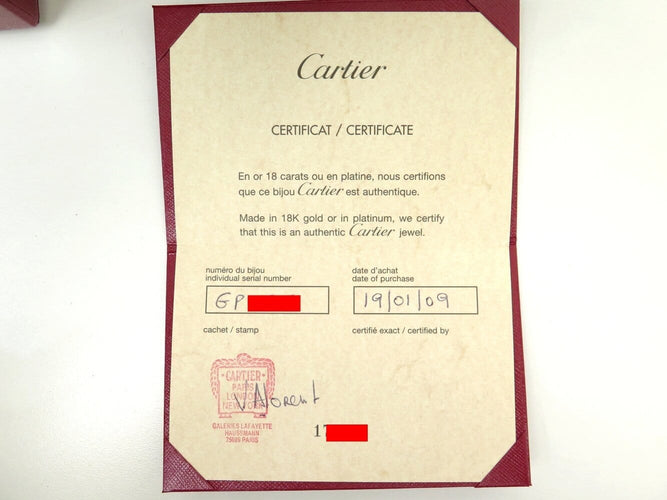 Cartier
CERTIFICAT / CERTIFICATE
En or 18 carats ou en platine, nous certifions
que ce bijou Cartier est authentique.
Made in 18K gold or in platinum, we certify
that this is an authentic Cartier jewel.
numéro du bijou
individual serial number
GP
date d'achat
date of purchase
19/01/09
cachet / stamp
certifié exact / certified by
CARTIER
PARIS
LONDON
NEW YORK
GALERIES LAFAYETTE
HAUSSMANN
75009 PARIS
17